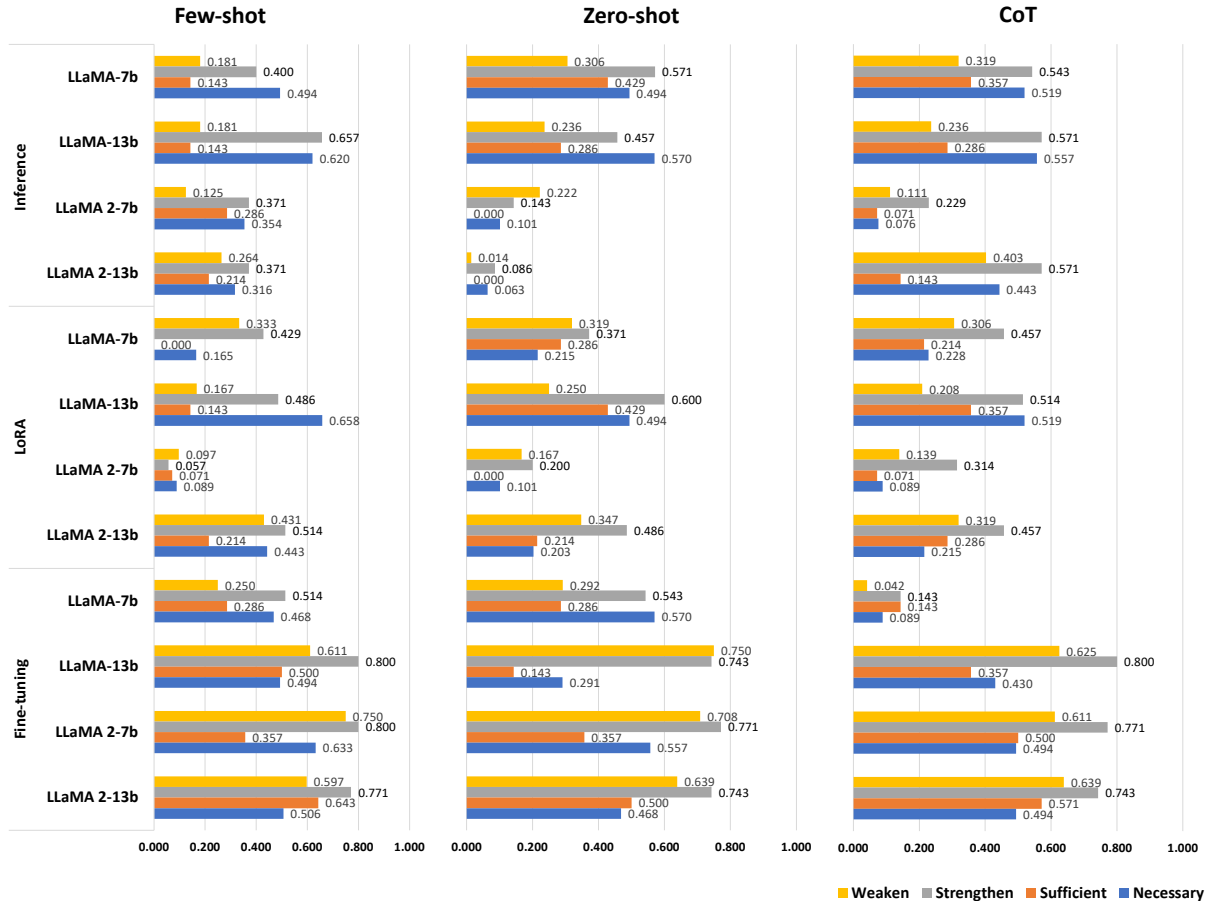 Few-shot Zero-shot CoT
Inference
LLaMA-7b
0.181 0.306 0.319
0.400 0.571 0.543
0.143 0.429 0.357
0.494 0.494 0.519
LLaMA-13b
0.181 0.236 0.236
0.657 0.457 0.571
0.143 0.286 0.286
0.620 0.570 0.557
LLaMA 2-7b
0.125 0.222 0.111
0.371 0.143 0.229
0.286 0.000 0.071
0.354 0.101 0.076
LLaMA 2-13b
0.264 0.014 0.403
0.371 0.086 0.571
0.214 0.000 0.143
0.316 0.063 0.443
LoRA
LLaMA-7b
0.333 0.319 0.306
0.429 0.371 0.457
0.000 0.286 0.214
0.165 0.215 0.228
LLaMA-13b
0.167 0.250 0.208
0.486 0.600 0.514
0.143 0.429 0.357
0.658 0.494 0.519
LLaMA 2-7b
0.097 0.167 0.139
0.057 0.200 0.314
0.071 0.000 0.071
0.089 0.101 0.089
LLaMA 2-13b
0.431 0.347 0.319
0.514 0.486 0.457
0.214 0.214 0.286
0.443 0.203 0.215
Fine-tuning
LLaMA-7b
0.250 0.292 0.042
0.514 0.543 0.143
0.286 0.286 0.143
0.468 0.570 0.089
LLaMA-13b
0.611 0.750 0.625
0.800 0.743 0.800
0.500 0.143 0.357
0.494 0.291 0.430
LLaMA 2-7b
0.750 0.708 0.611
0.800 0.771 0.771
0.357 0.357 0.500
0.633 0.557 0.494
LLaMA 2-13b
0.597 0.639 0.639
0.771 0.743 0.743
0.643 0.500 0.571
0.506 0.468 0.494
0.000 0.200 0.400 0.600 0.800 1.000 0.000 0.200 0.400 0.600 0.800 1.000 0.000 0.200 0.400 0.600 0.800 1.000
Weaken Strengthen Sufficient Necessary